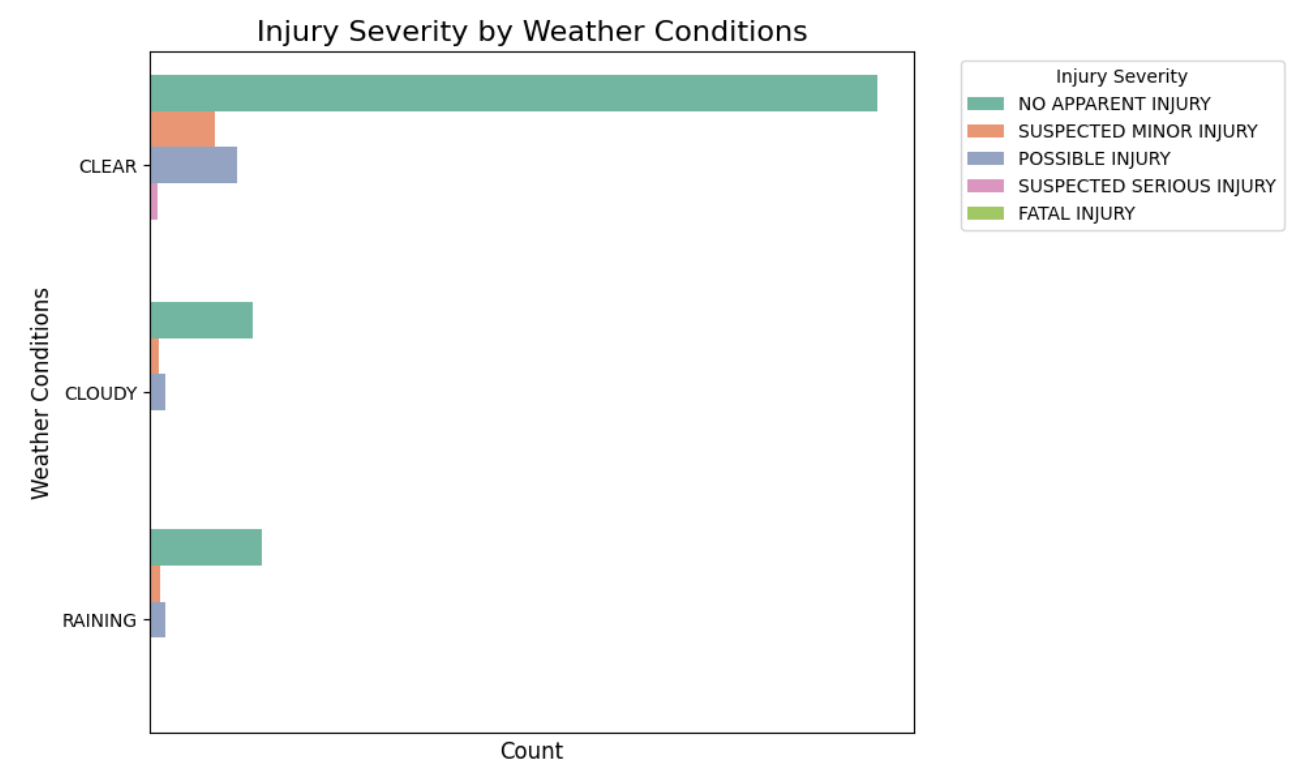 Injury Severity by Weather Conditions
Injury Severity
NO APPARENT INJURY
SUSPECTED MINOR INJURY
POSSIBLE INJURY
SUSPECTED SERIOUS INJURY
FATAL INJURY
Weather Conditions
CLEAR
CLOUDY
RAINING
Count